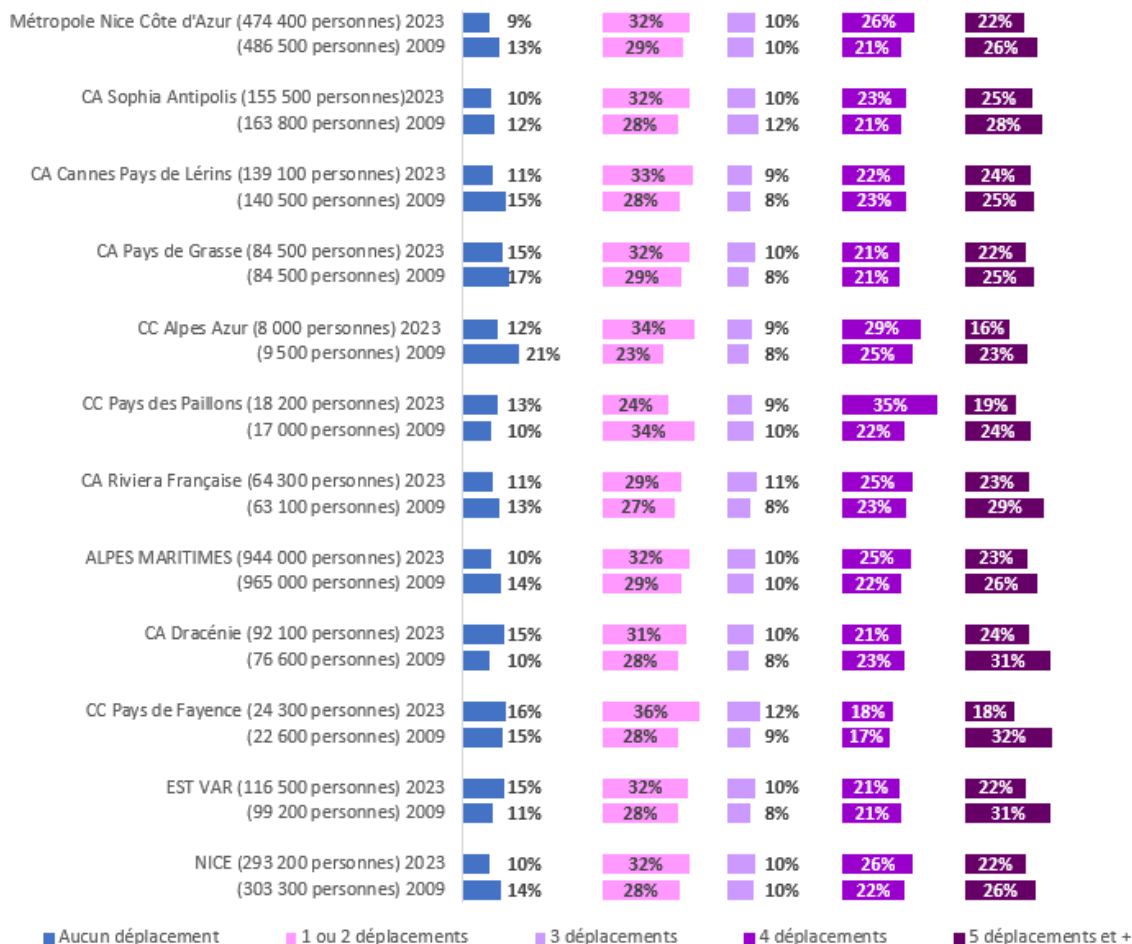 Métropole Nice Côte d'Azur (474 400 personnes) 2023 9% 32% 10% 26% 22%
(486 500 personnes) 2009 13% 29% 10% 21% 26%
CA Sophia Antipolis (155 500 personnes)2023 10% 32% 10% 23% 25%
(163 800 personnes) 2009 12% 28% 12% 21% 28%
CA Cannes Pays de Lérins (139 100 personnes) 2023 11% 33% 9% 22% 24%
(140 500 personnes) 2009 15% 28% 8% 23% 25%
CA Pays de Grasse (84 500 personnes) 2023 15% 32% 10% 21% 22%
(84 500 personnes) 2009 17% 29% 8% 21% 25%
CC Alpes Azur (8 000 personnes) 2023 12% 34% 9% 29% 16%
(9 500 personnes) 2009 21% 23% 8% 25% 23%
CC Pays des Paillons (18 200 personnes) 2023 13% 24% 9% 35% 19%
(17 000 personnes) 2009 10% 34% 10% 22% 24%
CA Riviera Française (64 300 personnes) 2023 11% 29% 11% 25% 23%
(63 100 personnes) 2009 13% 27% 8% 23% 29%
ALPES MARITIMES (944 000 personnes) 2023 10% 32% 10% 25% 23%
(965 000 personnes) 2009 14% 29% 10% 22% 26%
CA Dracénie (92 100 personnes) 2023 15% 31% 10% 21% 24%
(76 600 personnes) 2009 10% 28% 8% 23% 31%
CC Pays de Fayence (24 300 personnes) 2023 16% 36% 12% 18% 18%
(22 600 personnes) 2009 15% 28% 9% 17% 32%
EST VAR (116 500 personnes) 2023 15% 32% 10% 21% 22%
(99 200 personnes) 2009 11% 28% 8% 21% 31%
NICE (293 200 personnes) 2023 10% 32% 10% 26% 22%
(303 300 personnes) 2009 14% 28% 10% 22% 26%
Aucun déplacement 1 ou 2 déplacements 3 déplacements 4 déplacements 5 déplacements et +